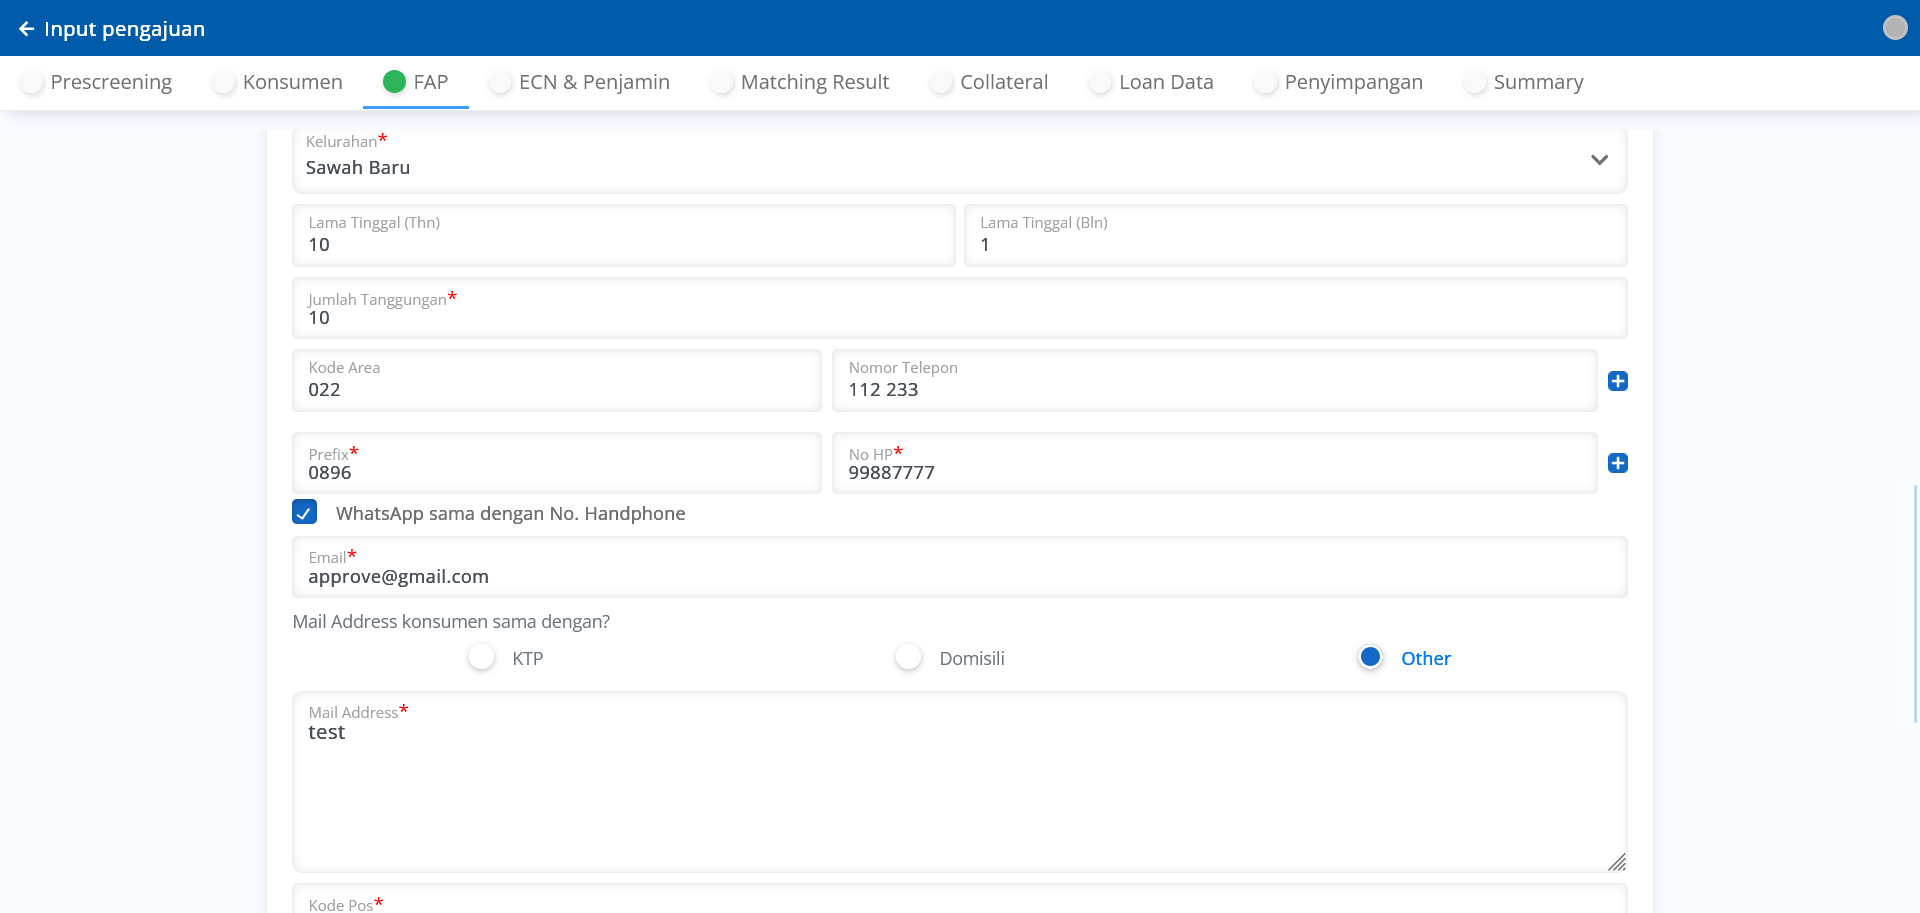 Input pengajuan
Prescreening Konsumen FAP ECN & Penjamin Matching Result Collateral Loan Data Penyimpangan Summary
Kelurahan*
Sawah Baru
Lama Tinggal (Thn) Lama Tinggal (Bln)
10 1
Jumlah Tanggungan*
10
Kode Area Nomor Telepon
022 112 233
Prefix* No HP*
0896 99887777
WhatsApp sama dengan No. Handphone
Email*
approve@gmail.com
Mail Address konsumen sama dengan?
KTP Domisili Other
Mail Address*
test
Kode Pos*